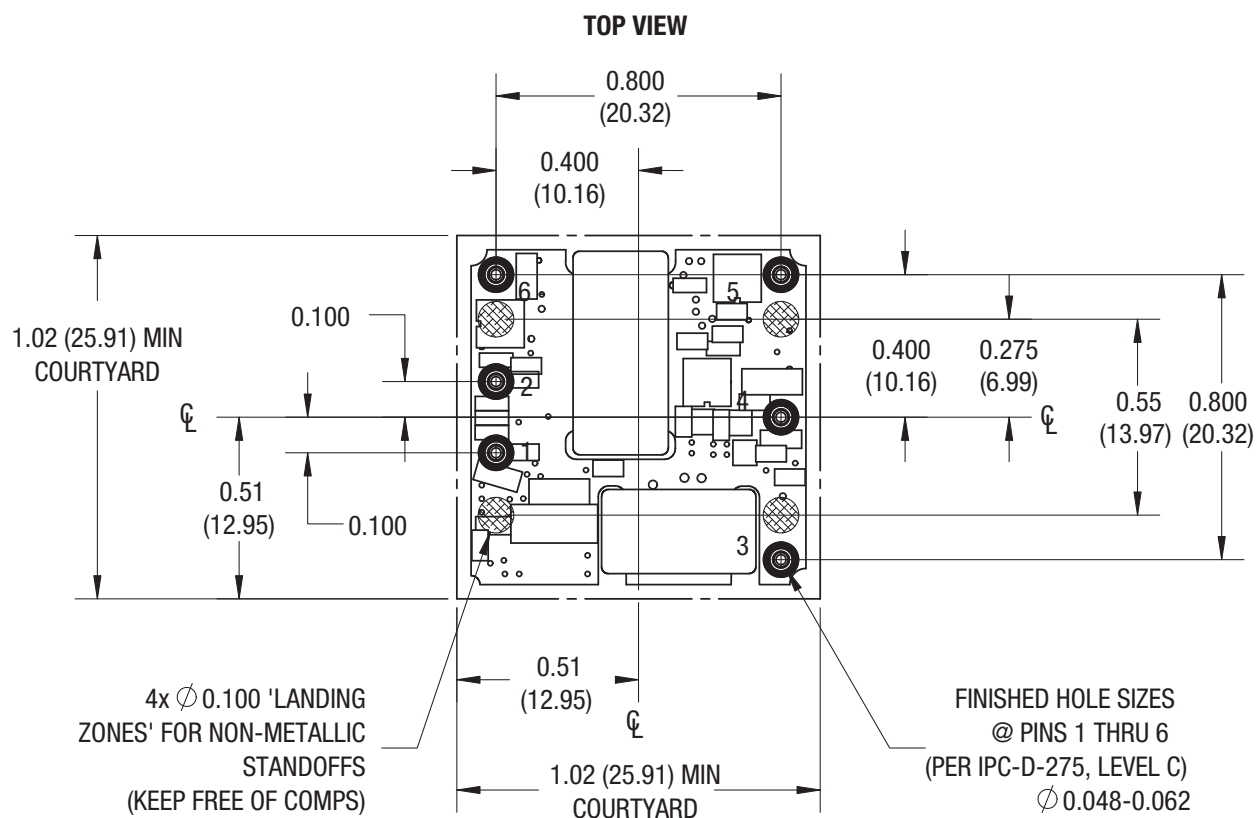 TOP VIEW
0.800
(20.32)
0.400
(10.16)
1.02 (25.91) MIN
COURTYARD
0.100
6
5
2
4
1
3
0.400
(10.16)
0.275
(6.99)
0.55
(13.97)
0.800
(20.32)
℄
℄
0.51
(12.95)
0.100
0.51
(12.95)
℄
4x ∅ 0.100 'LANDING
ZONES' FOR NON-METALLIC
STANDOFFS
(KEEP FREE OF COMPS)
1.02 (25.91) MIN
COURTYARD
FINISHED HOLE SIZES
@ PINS 1 THRU 6
(PER IPC-D-275, LEVEL C)
∅ 0.048-0.062